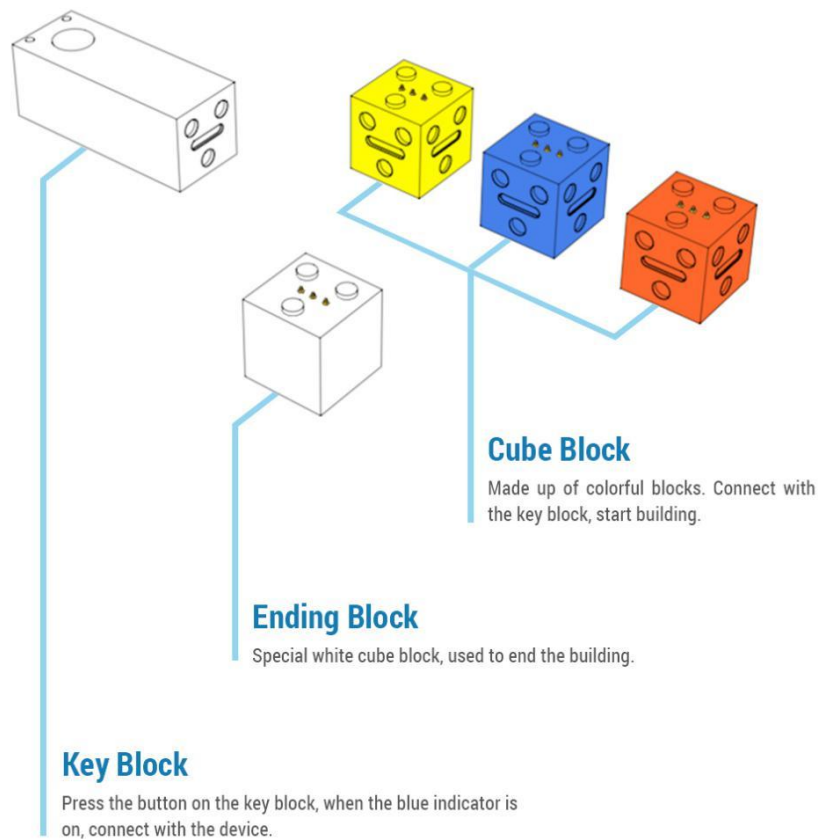 Cube Block
Made up of colorful blocks. Connect with
the key block, start building.
Ending Block
Special white cube block, used to end the building.
Key Block
Press the button on the key block, when the blue indicator is
on, connect with the device.